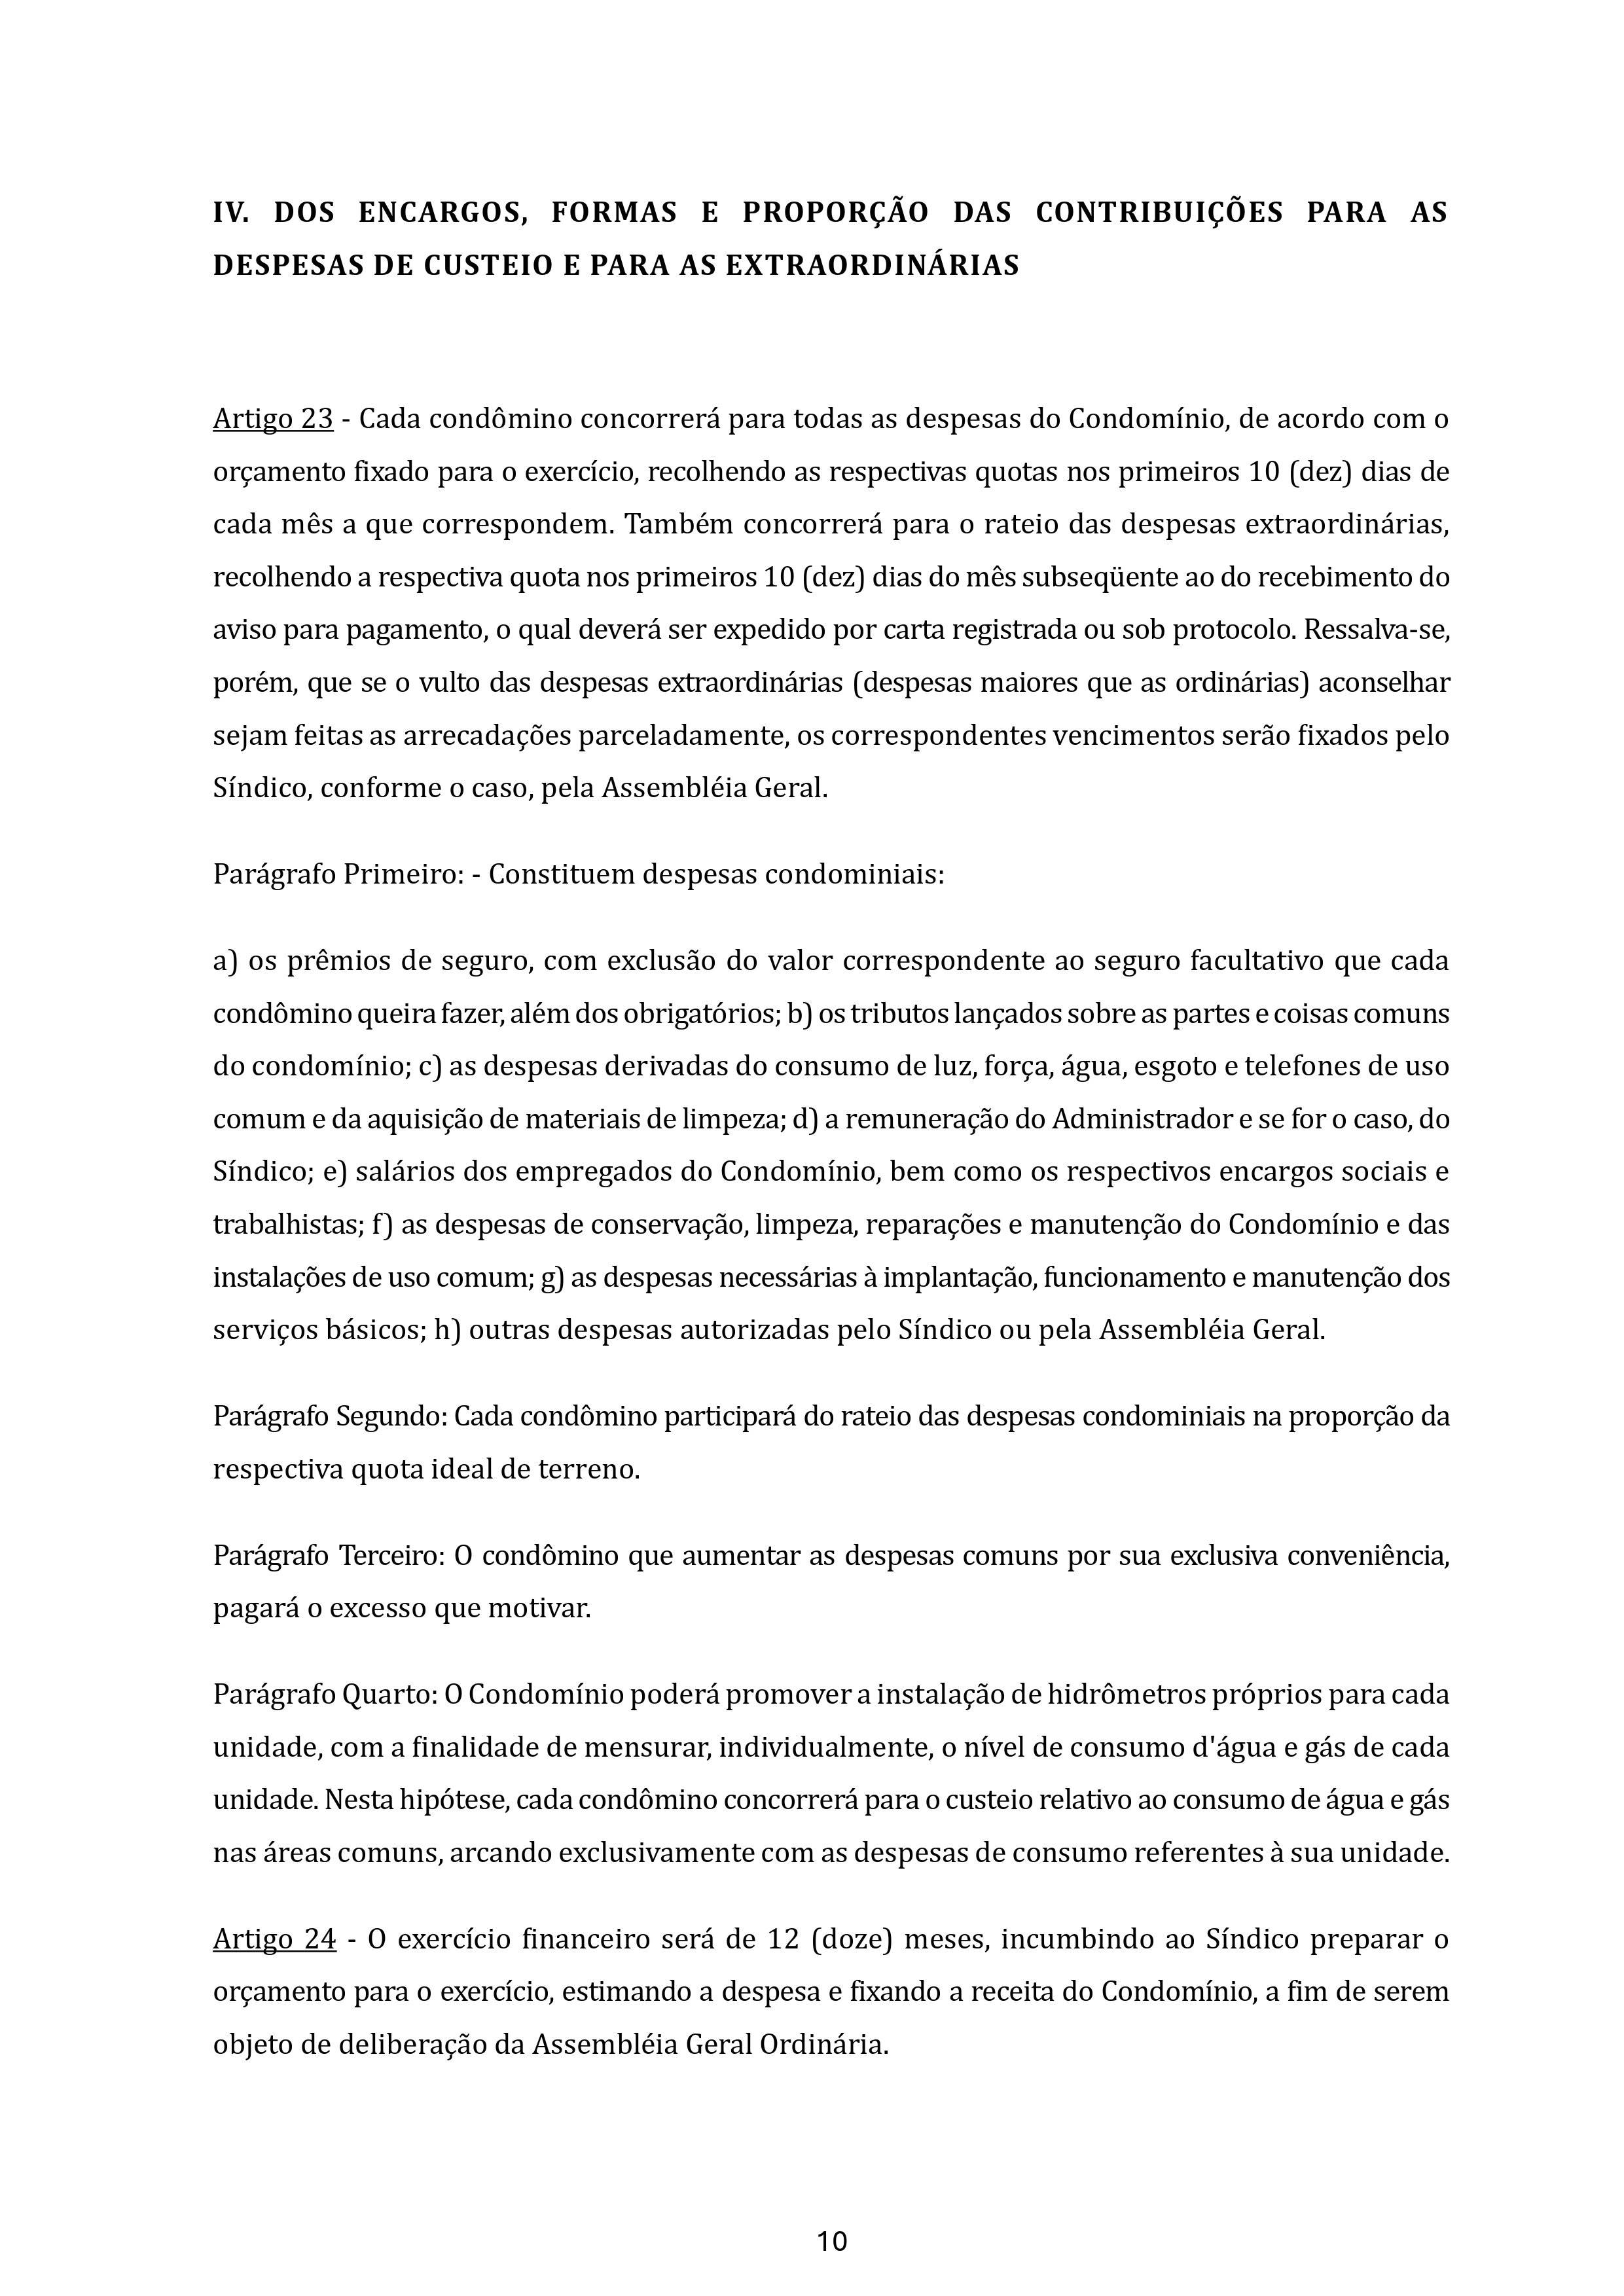 IV. DOS ENCARGOS, FORMAS E PROPORÇÃO DAS CONTRIBUIÇÕES PARA AS
DESPESAS DE CUSTEIO E PARA AS EXTRAORDINÁRIAS
Artigo 23 - Cada condômino concorrerá para todas as despesas do Condomínio, de acordo com o
orçamento fixado para o exercício, recolhendo as respectivas quotas nos primeiros 10 (dez) dias de
cada mês a que correspondem. Também concorrerá para o rateio das despesas extraordinárias,
recolhendo a respectiva quota nos primeiros 10 (dez) dias do mês subseqüente ao do recebimento do
aviso para pagamento, o qual deverá ser expedido por carta registrada ou sob protocolo. Ressalva-se,
porém, que se o vulto das despesas extraordinárias (despesas maiores que as ordinárias) aconselhar
sejam feitas as arrecadações parceladamente, os correspondentes vencimentos serão fixados pelo
Síndico, conforme o caso, pela Assembléia Geral.
Parágrafo Primeiro: - Constituem despesas condominiais:
a) os prêmios de seguro, com exclusão do valor correspondente ao seguro facultativo que cada
condômino queira fazer, além dos obrigatórios; b) os tributos lançados sobre as partes e coisas comuns
do condomínio; c) as despesas derivadas do consumo de luz, força, água, esgoto e telefones de uso
comum e da aquisição de materiais de limpeza; d) a remuneração do Administrador e se for o caso, do
Síndico; e) salários dos empregados do Condomínio, bem como os respectivos encargos sociais e
trabalhistas; f) as despesas de conservação, limpeza, reparações e manutenção do Condomínio e das
instalações de uso comum; g) as despesas necessárias à implantação, funcionamento e manutenção dos
serviços básicos; h) outras despesas autorizadas pelo Síndico ou pela Assembléia Geral.
Parágrafo Segundo: Cada condômino participará do rateio das despesas condominiais na proporção da
respectiva quota ideal de terreno.
Parágrafo Terceiro: O condômino que aumentar as despesas comuns por sua exclusiva conveniência,
pagará o excesso que motivar.
Parágrafo Quarto: O Condomínio poderá promover a instalação de hidrômetros próprios para cada
unidade, com a finalidade de mensurar, individualmente, o nível de consumo d'água e gás de cada
unidade. Nesta hipótese, cada condômino concorrerá para o custeio relativo ao consumo de água e gás
nas áreas comuns, arcando exclusivamente com as despesas de consumo referentes à sua unidade.
Artigo 24 - O exercício financeiro será de 12 (doze) meses, incumbindo ao Síndico preparar o
orçamento para o exercício, estimando a despesa e fixando a receita do Condomínio, a fim de serem
objeto de deliberação da Assembléia Geral Ordinária.
10